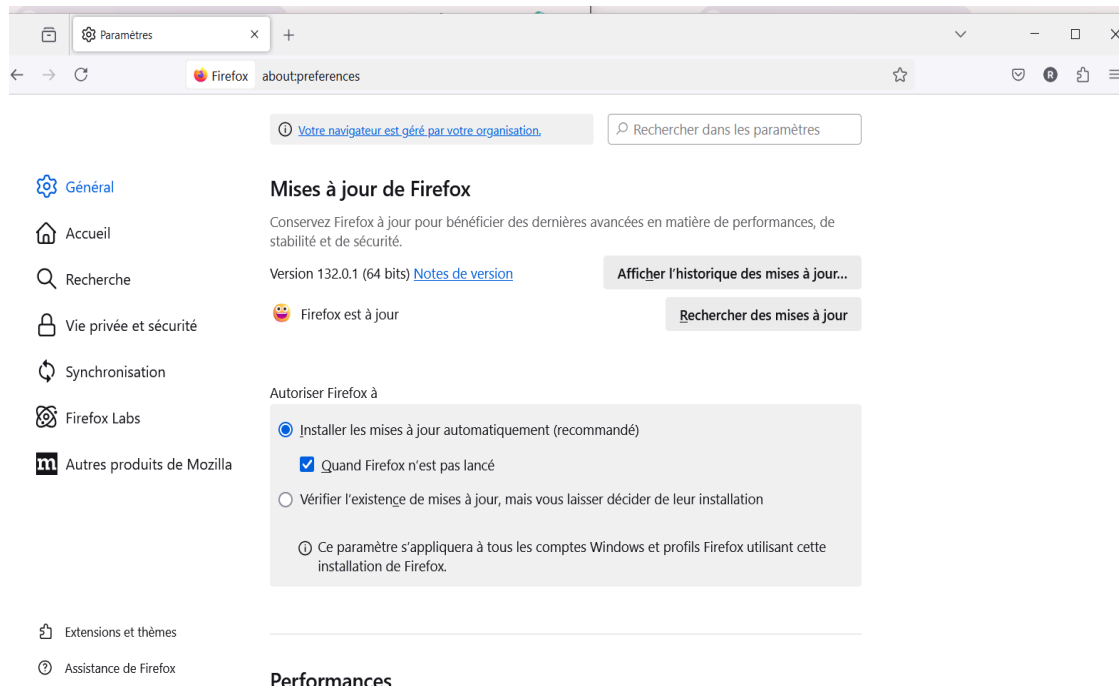 Paramètres
Firefox
about:preferences
R
Votre navigateur est géré par votre organisation.
Rechercher dans les paramètres
Général
Accueil
Recherche
Vie privée et sécurité
Synchronisation
Firefox Labs
m Autres produits de Mozilla
Extensions et thèmes
Assistance de Firefox
Mises à jour de Firefox
Conservez Firefox à jour pour bénéficier des dernières avancées en matière de performances, de
stabilité et de sécurité.
Version 132.0.1 (64 bits) Notes de version
Afficher l'historique des mises à jour...
Firefox est à jour
Rechercher des mises à jour
Autoriser Firefox à
Installer les mises à jour automatiquement (recommandé)
Quand Firefox n'est pas lancé
Vérifier l'existence de mises à jour, mais vous laisser décider de leur installation
Ce paramètre s'appliquera à tous les comptes Windows et profils Firefox utilisant cette
installation de Firefox.
Performances